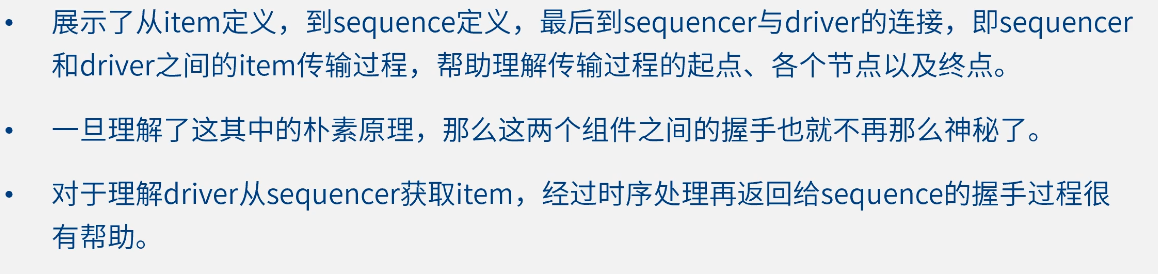 • 展示了从item定义，到sequence定义，最后到sequencer与driver的连接，即sequencer
和driver之间的item传输过程，帮助理解传输过程的起点、各个节点以及终点。
• 一旦理解了这其中的朴素原理，那么这两个组件之间的握手也就不再那么神秘了。
• 对于理解driver从sequencer获取item，经过时序处理再返回给sequence的握手过程很
有帮助。